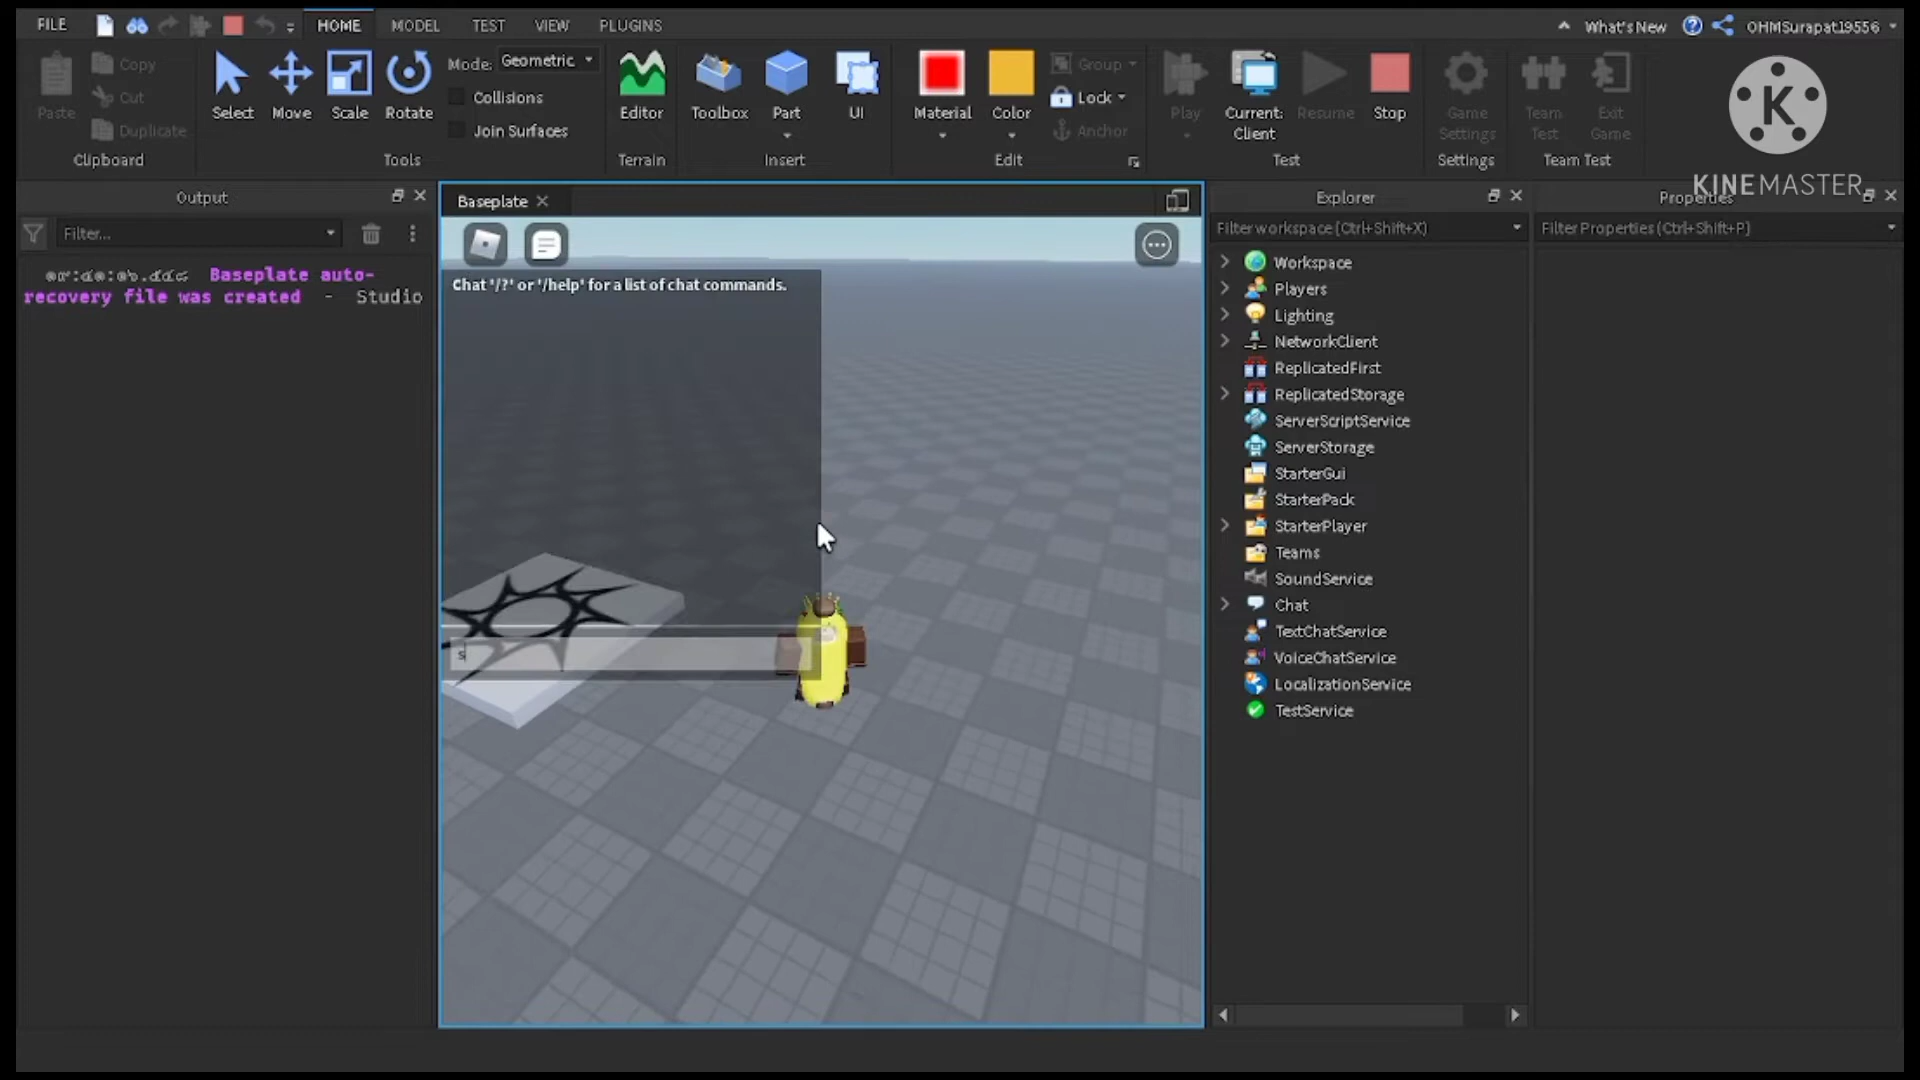 FILE HOME MODEL TEST VIEW PLUGINS What's New OHMSurapat19556
Paste Copy Cut Duplicate
Clipboard
Select Move Scale Rotate
Mode: Geometric
Collisions
Join Surfaces
Tools
Editor
Terrain
Toolbox Part UI
Insert
Material Color Group Lock Anchor
Edit
Play Current: Client Resume Stop
Test
Game Settings
Settings
Team Test Exit Game
Team Test
K
KINEMASTER
Output
Filter...
Baseplate auto-
recovery file was created - Studio
Baseplate
Chat '/?' or '/help' for a list of chat commands.
s
Explorer
Filter workspace (Ctrl+Shift+X)
Workspace
Players
Lighting
NetworkClient
ReplicatedFirst
ReplicatedStorage
ServerScriptService
ServerStorage
StarterGui
StarterPack
StarterPlayer
Teams
SoundService
Chat
TextChatService
VoiceChatService
LocalizationService
TestService
Properties
Filter Properties (Ctrl+Shift+P)